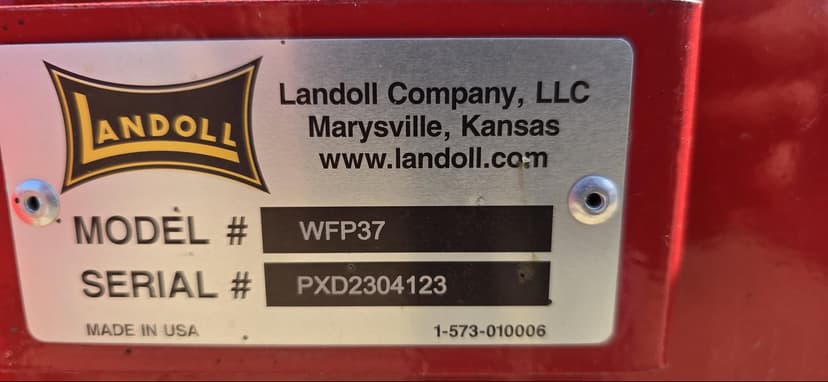 LANDOLL
Landoll Company, LLC
Marysville, Kansas
www.landoll.com
MODEL # WFP37
SERIAL # PXD2304123
MADE IN USA 1-573-010006